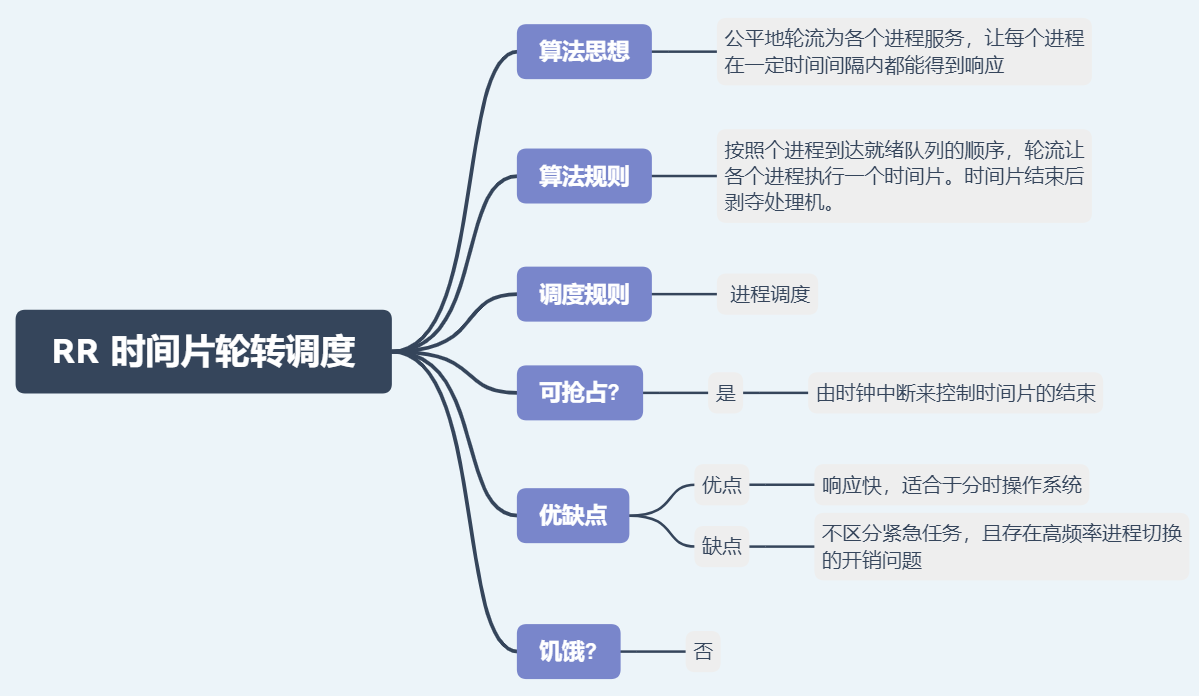 RR 时间片轮转调度
算法思想
公平地轮流为各个进程服务，让每个进程
在一定时间间隔内都能得到响应
算法规则
按照个进程到达就绪队列的顺序，轮流让
各个进程执行一个时间片。时间片结束后
剥夺处理机。
调度规则
进程调度
可抢占?
是
由时钟中断来控制时间片的结束
优缺点
优点
响应快，适合于分时操作系统
缺点
不区分紧急任务，且存在高频率进程切换
的开销问题
饥饿?
否